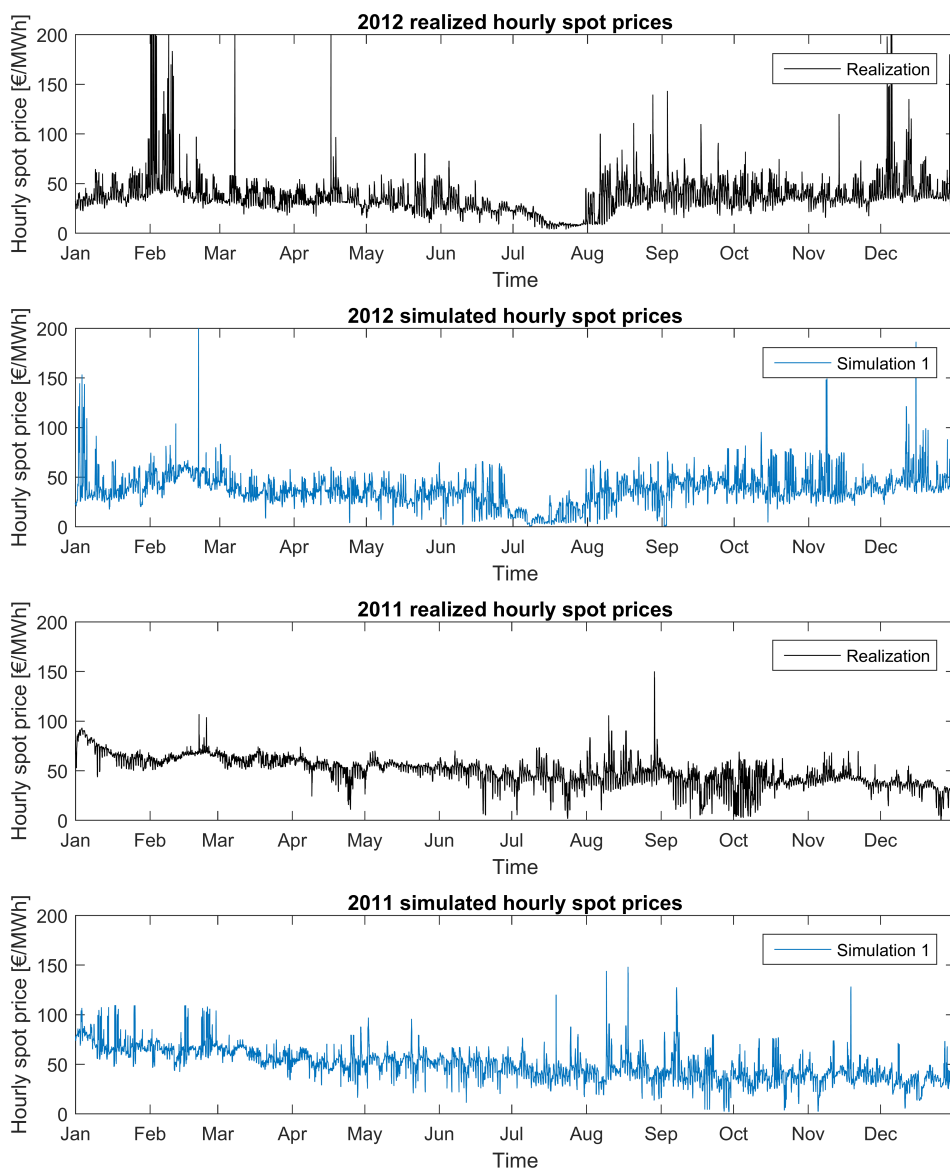 2012 realized hourly spot prices
Hourly spot price [€/MWh]
200
150
100
50
0
Realization
Jan Feb Mar Apr May Jun Jul Aug Sep Oct Nov Dec
Time
2012 simulated hourly spot prices
Hourly spot price [€/MWh]
200
150
100
50
0
Simulation 1
Jan Feb Mar Apr May Jun Jul Aug Sep Oct Nov Dec
Time
2011 realized hourly spot prices
Hourly spot price [€/MWh]
200
150
100
50
0
Realization
Jan Feb Mar Apr May Jun Jul Aug Sep Oct Nov Dec
Time
2011 simulated hourly spot prices
Hourly spot price [€/MWh]
200
150
100
50
0
Simulation 1
Jan Feb Mar Apr May Jun Jul Aug Sep Oct Nov Dec
Time